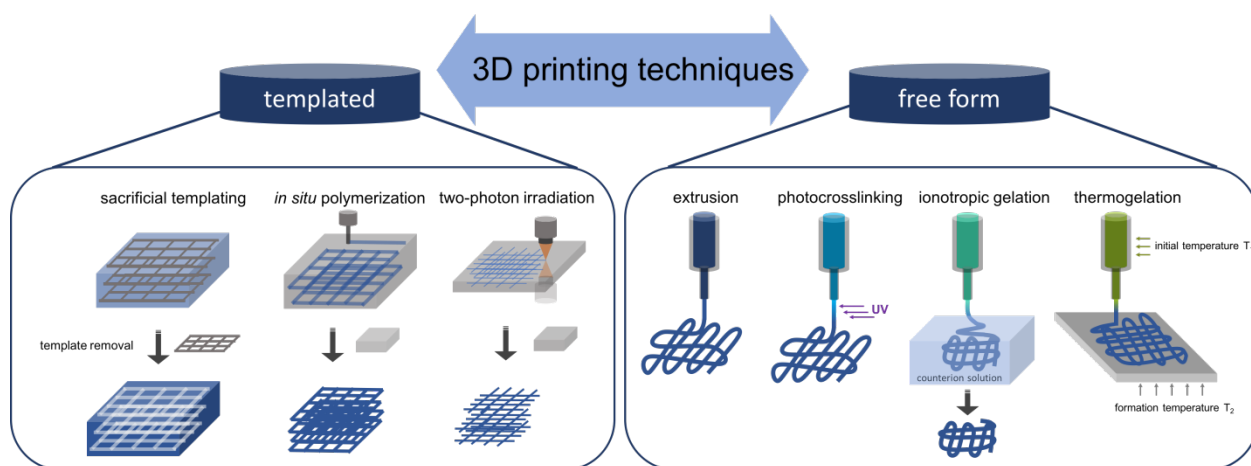 3D printing techniques
templated
free form
sacrificial templating
in situ polymerization
two-photon irradiation
template removal
extrusion
photocrosslinking
ionotropic gelation
thermogelation
UV
initial temperature T
counterion solution
formation temperature T₂